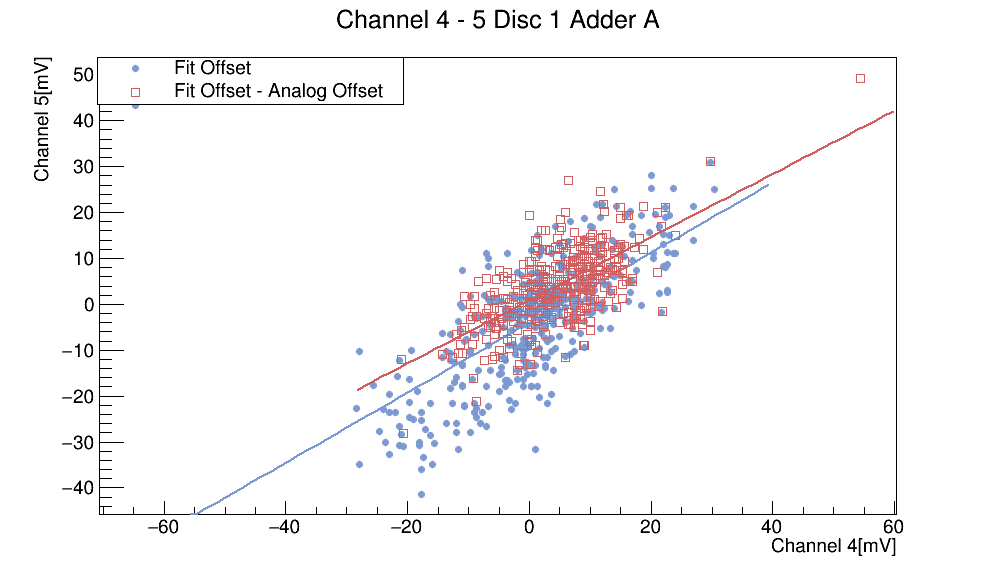 Channel 4 - 5 Disc 1 Adder A
Channel 5[mV]
Fit Offset
Fit Offset - Analog Offset
50
40
30
20
10
0
−10
−20
−30
−40
−60 −40 −20 0 20 40 60
Channel 4[mV]